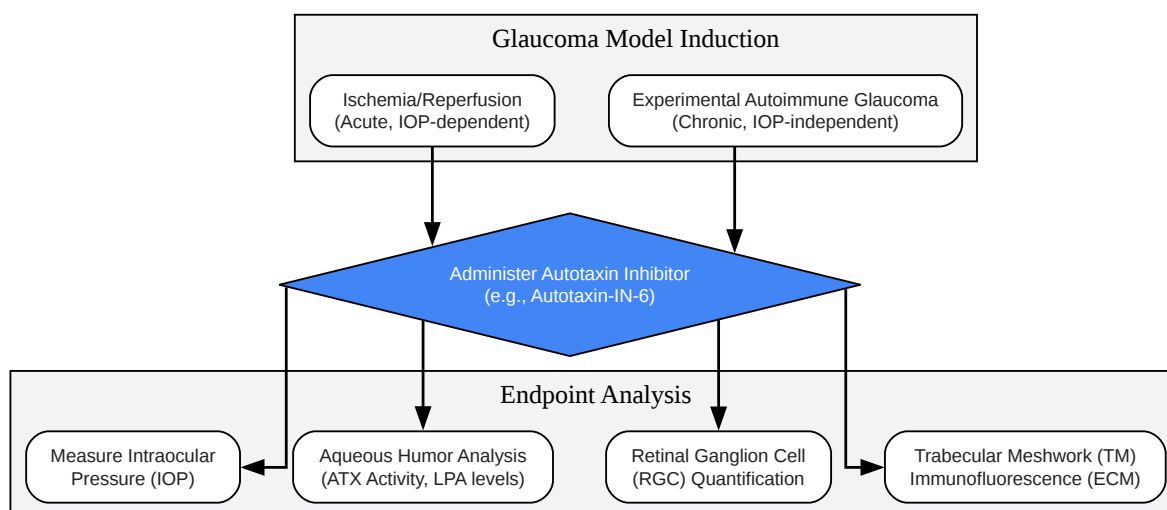 Glaucoma Model Induction
Ischemia/Reperfusion
(Acute, IOP-dependent)
Experimental Autoimmune Glaucoma
(Chronic, IOP-independent)
Administer Autotaxin Inhibitor
(e.g., Autotaxin-IN-6)
Endpoint Analysis
Measure Intraocular
Pressure (IOP)
Aqueous Humor Analysis
(ATX Activity, LPA levels)
Retinal Ganglion Cell
(RGC) Quantification
Trabecular Meshwork (TM)
Immunofluorescence (ECM)